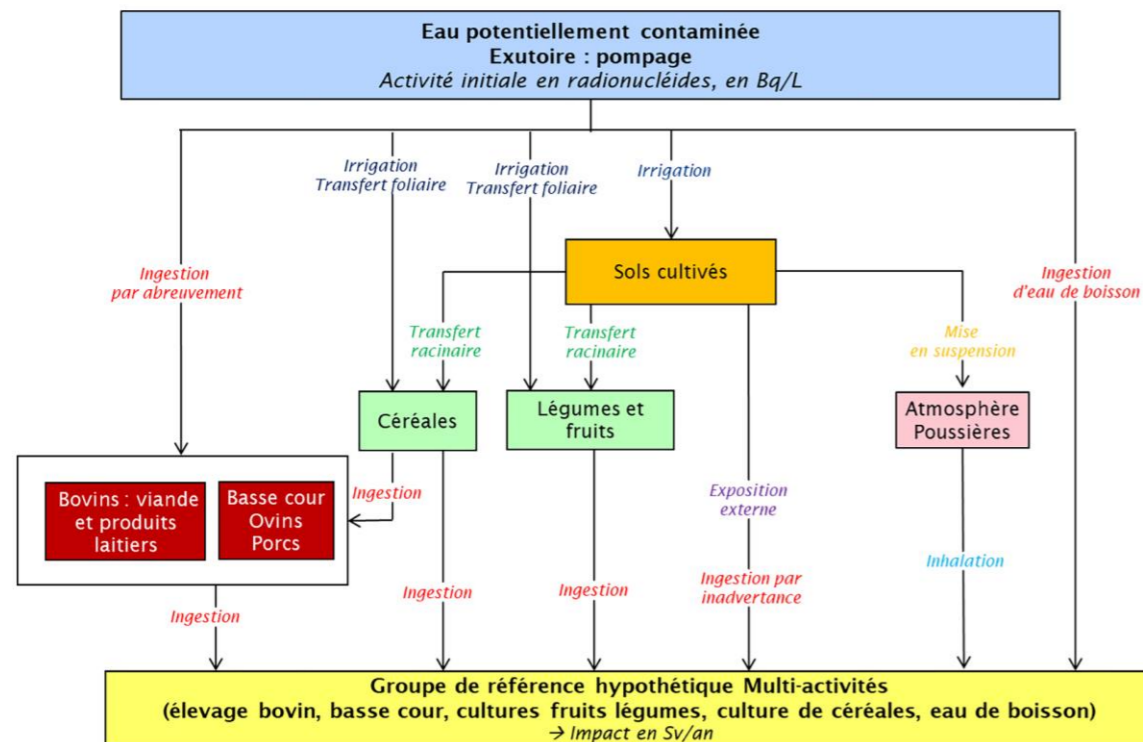 Eau potentiellement contaminée
Exutoire : pompage
Activité initiale en radionucléides, en Bq/L
Irrigation
Transfert foliaire
Irrigation
Transfert foliaire
Irrigation
Sols cultivés
Ingestion
par abreuvement
Ingestion
d'eau de boisson
Transfert
racinaire
Transfert
racinaire
Mise
en suspension
Céréales
Légumes et
fruits
Atmosphère
Poussières
Bovins : viande
et produits
laitiers
Basse cour
Ovins
Porcs
Ingestion
Exposition
externe
Ingestion
Ingestion
Ingestion
Ingestion par
inadvertance
Inhalation
Groupe de référence hypothétique Multi-activités
(élevage bovin, basse cour, cultures fruits légumes, culture de céréales, eau de boisson)
→ Impact en Sv/an